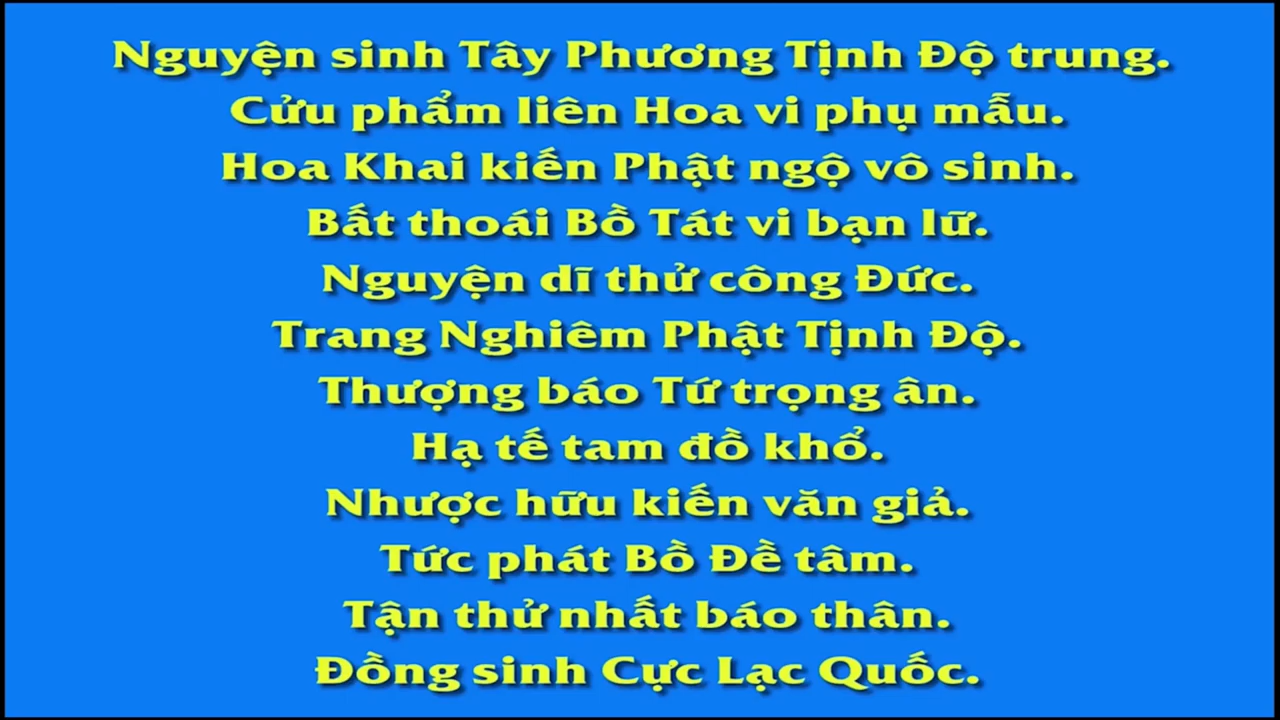 Nguyện sinh Tây Phương Tịnh Độ trung.
Cửu phẩm liên Hoa vi phụ mẫu.
Hoa Khai kiến Phật ngộ vô sinh.
Bất thoái Bồ Tát vi bạn lữ.
Nguyện dĩ thử công Đức.
Trang Nghiêm Phật Tịnh Độ.
Thượng báo Tứ trọng ân.
Hạ tế tam đồ khổ.
Nhược hữu kiến văn giả.
Tức phát Bồ Đề tâm.
Tận thử nhất báo thân.
Đồng sinh Cực Lạc Quốc.